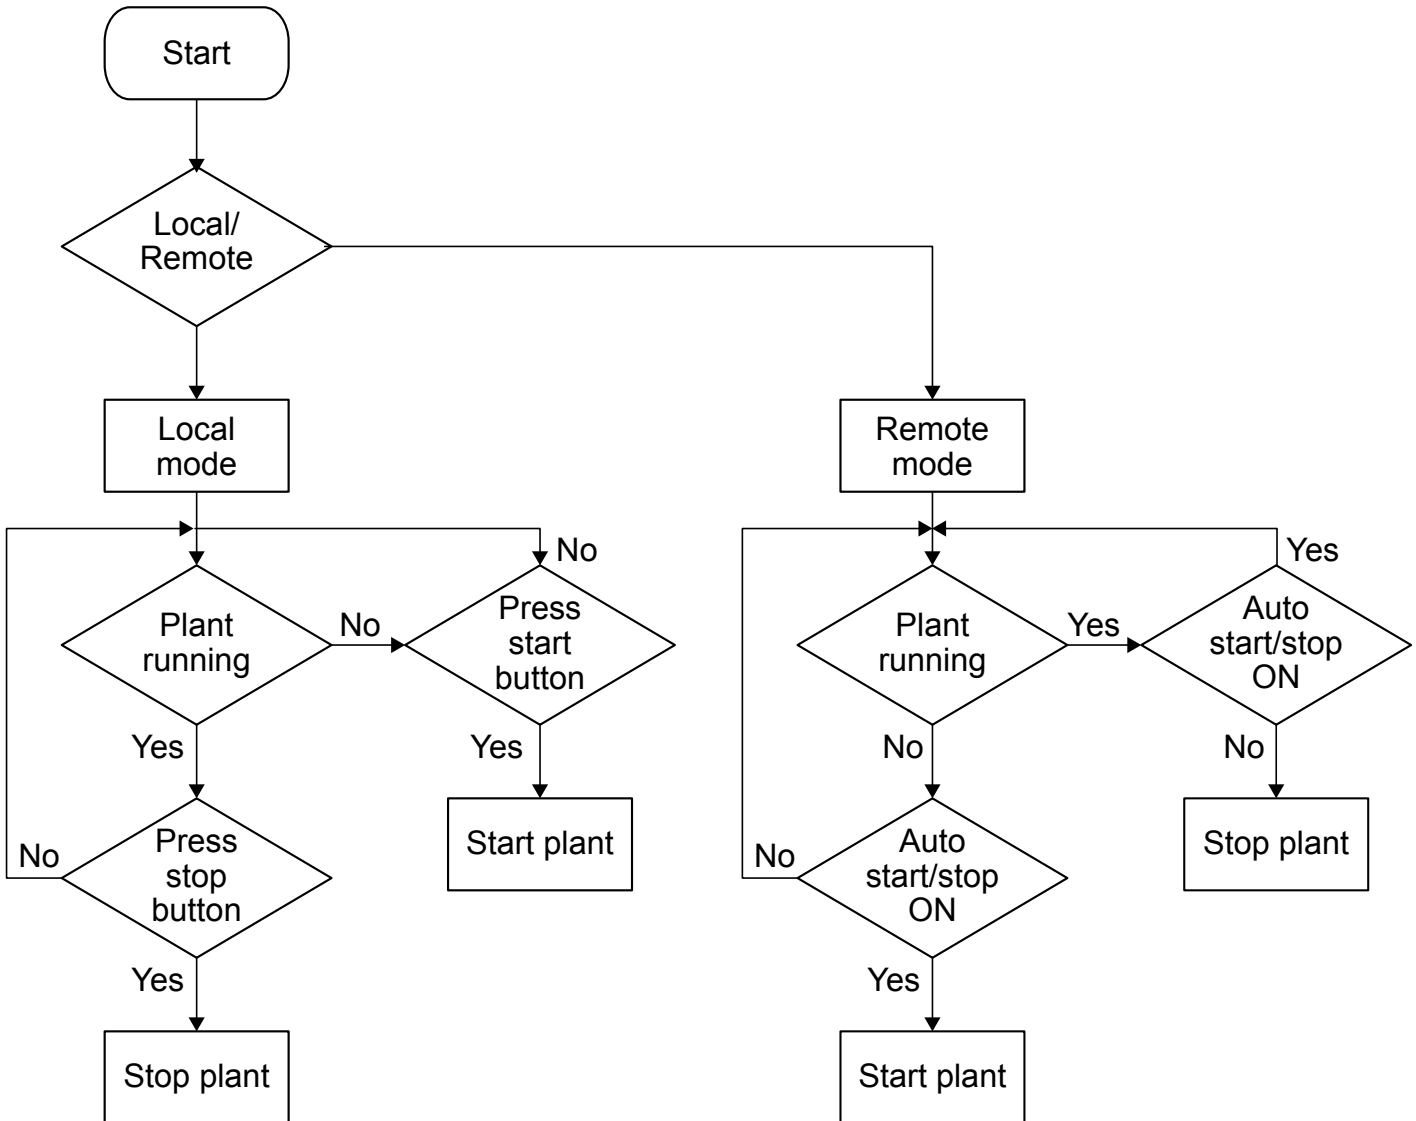 Start
Local/
Remote
Local
mode
Remote
mode
No
Yes
Plant
running
No
Press
start
button
Plant
running
Yes
Auto
start/stop
ON
Yes
Yes
No
No
No
Press
stop
button
Start plant
No
Auto
start/stop
ON
Stop plant
Yes
Yes
Stop plant
Start plant